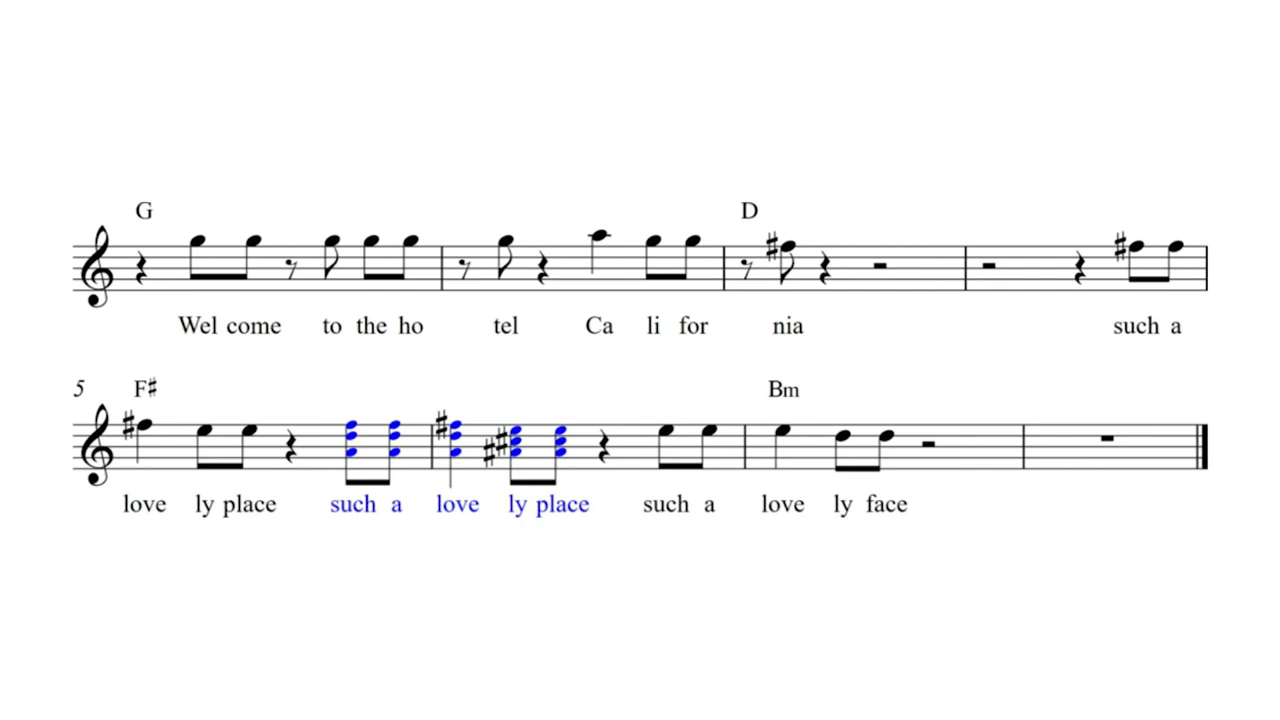 G D
Wel come to the ho tel Ca li for nia such a
5 F♯ Bm
love ly place such a love ly place such a love ly face